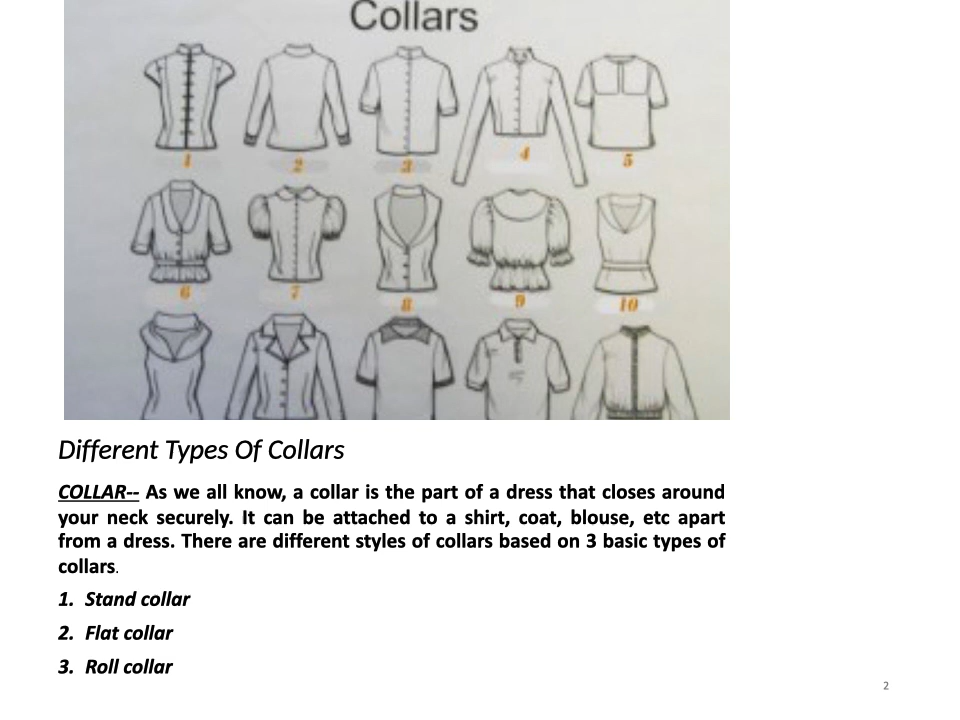 Collars
1 2 3 4 5
6 7 8 9 10
Different Types Of Collars
COLLAR-- As we all know, a collar is the part of a dress that closes around
your neck securely. It can be attached to a shirt, coat, blouse, etc apart
from a dress. There are different styles of collars based on 3 basic types of
collars.
1. Stand collar
2. Flat collar
3. Roll collar
2